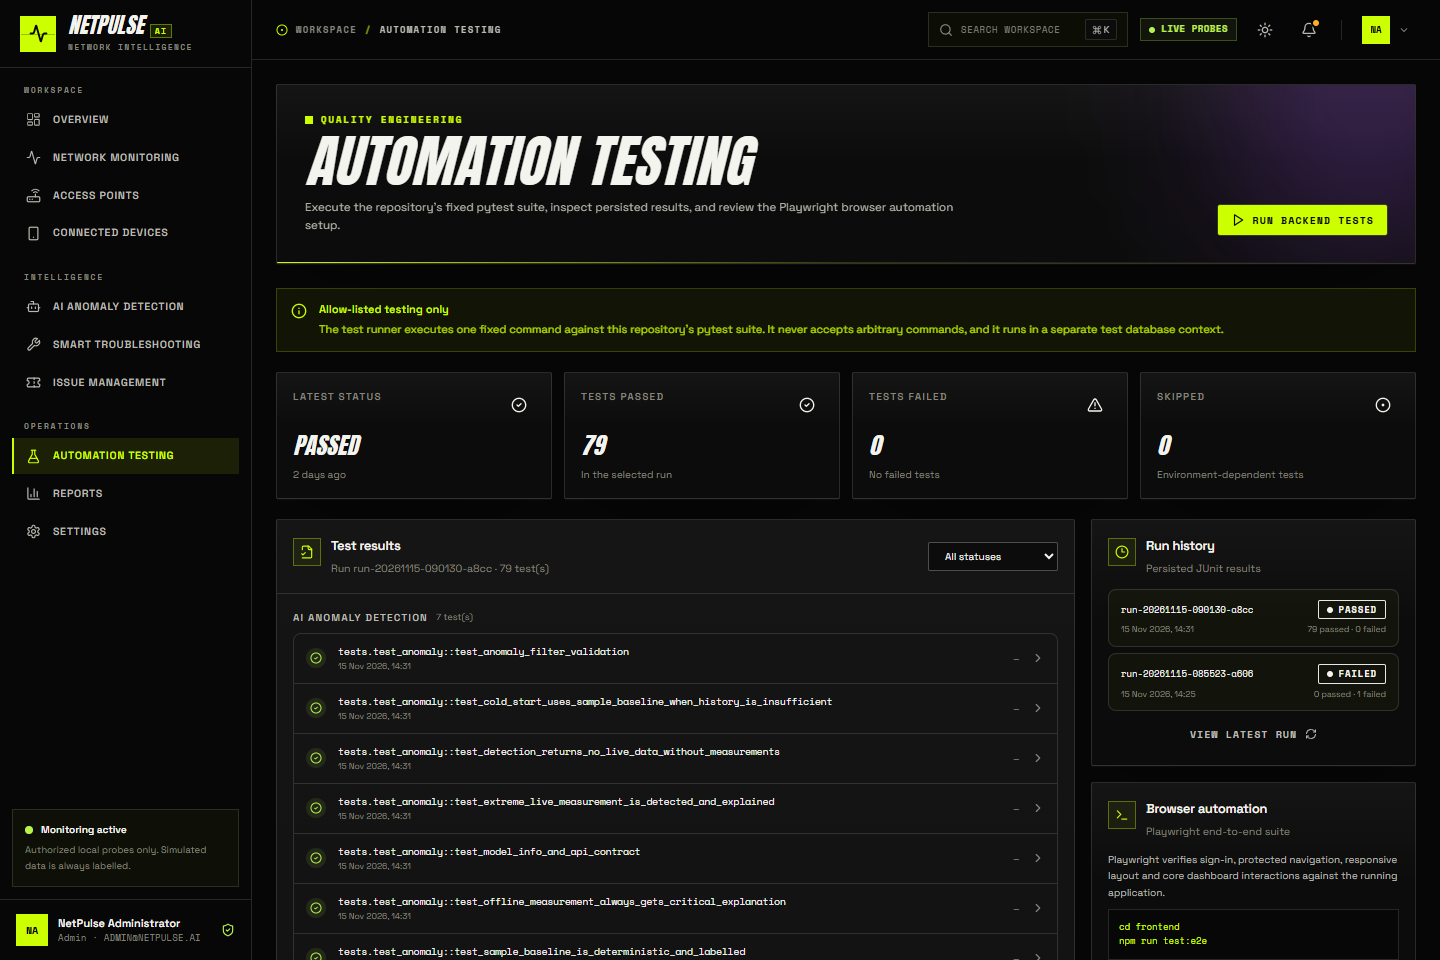 NETPULSE AI
NETWORK INTELLIGENCE
WORKSPACE
OVERVIEW
NETWORK MONITORING
ACCESS POINTS
CONNECTED DEVICES
INTELLIGENCE
AI ANOMALY DETECTION
SMART TROUBLESHOOTING
ISSUE MANAGEMENT
OPERATIONS
AUTOMATION TESTING
REPORTS
SETTINGS
Monitoring active
Authorized local probes only. Simulated
data is always labelled.
NA
NetPulse Administrator
Admin · ADMIN@NETPULSE.AI
WORKSPACE / AUTOMATION TESTING
SEARCH WORKSPACE ⌘K
LIVE PROBES
NA
QUALITY ENGINEERING
AUTOMATION TESTING
Execute the repository's fixed pytest suite, inspect persisted results, and review the Playwright browser automation
setup.
RUN BACKEND TESTS
Allow-listed testing only
The test runner executes one fixed command against this repository's pytest suite. It never accepts arbitrary commands, and it runs in a separate test database context.
LATEST STATUS
PASSED
2 days ago
TESTS PASSED
79
In the selected run
TESTS FAILED
0
No failed tests
SKIPPED
0
Environment-dependent tests
Test results
Run run-20261115-090130-a8cc · 79 test(s)
All statuses
AI ANOMALY DETECTION 7 test(s)
tests.test_anomaly::test_anomaly_filter_validation
15 Nov 2026, 14:31
–
tests.test_anomaly::test_cold_start_uses_sample_baseline_when_history_is_insufficient
15 Nov 2026, 14:31
–
tests.test_anomaly::test_detection_returns_no_live_data_without_measurements
15 Nov 2026, 14:31
–
tests.test_anomaly::test_extreme_live_measurement_is_detected_and_explained
15 Nov 2026, 14:31
–
tests.test_anomaly::test_model_info_and_api_contract
15 Nov 2026, 14:31
–
tests.test_anomaly::test_offline_measurement_always_gets_critical_explanation
15 Nov 2026, 14:31
–
tests.test_anomaly::test_sample_baseline_is_deterministic_and_labelled
Run history
Persisted JUnit results
run-20261115-090130-a8cc PASSED
15 Nov 2026, 14:31 79 passed · 0 failed
run-20261115-085523-a606 FAILED
15 Nov 2026, 14:25 0 passed · 1 failed
VIEW LATEST RUN
Browser automation
Playwright end-to-end suite
Playwright verifies sign-in, protected navigation, responsive
layout and core dashboard interactions against the running
application.
cd frontend
npm run test:e2e